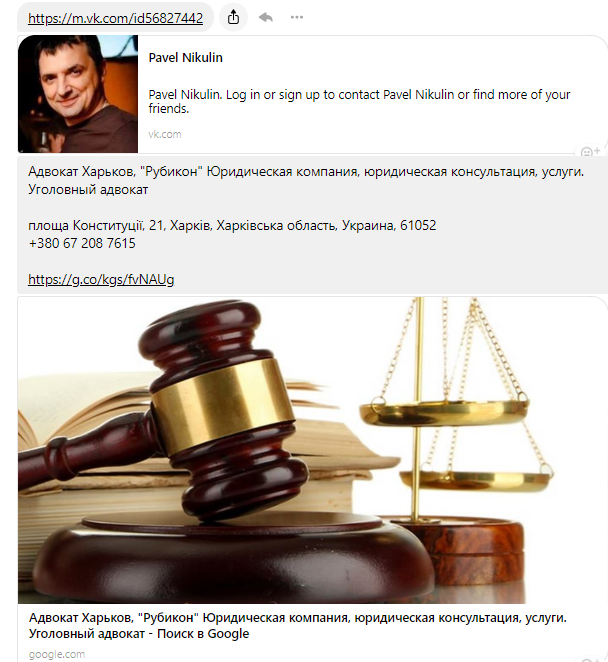 https://m.vk.com/id56827442
Pavel Nikulin
Pavel Nikulin. Log in or sign up to contact Pavel Nikulin or find more of your
friends.
vk.com
Адвокат Харьков, "Рубикон" Юридическая компания, юридическая консультация, услуги.
Уголовный адвокат
площа Конституції, 21, Харків, Харківська область, Украина, 61052
+380 67 208 7615
https://g.co/kgs/fvNAUg
Адвокат Харьков, "Рубикон" Юридическая компания, юридическая консультация, услуги.
Уголовный адвокат - Поиск в Google
google.com